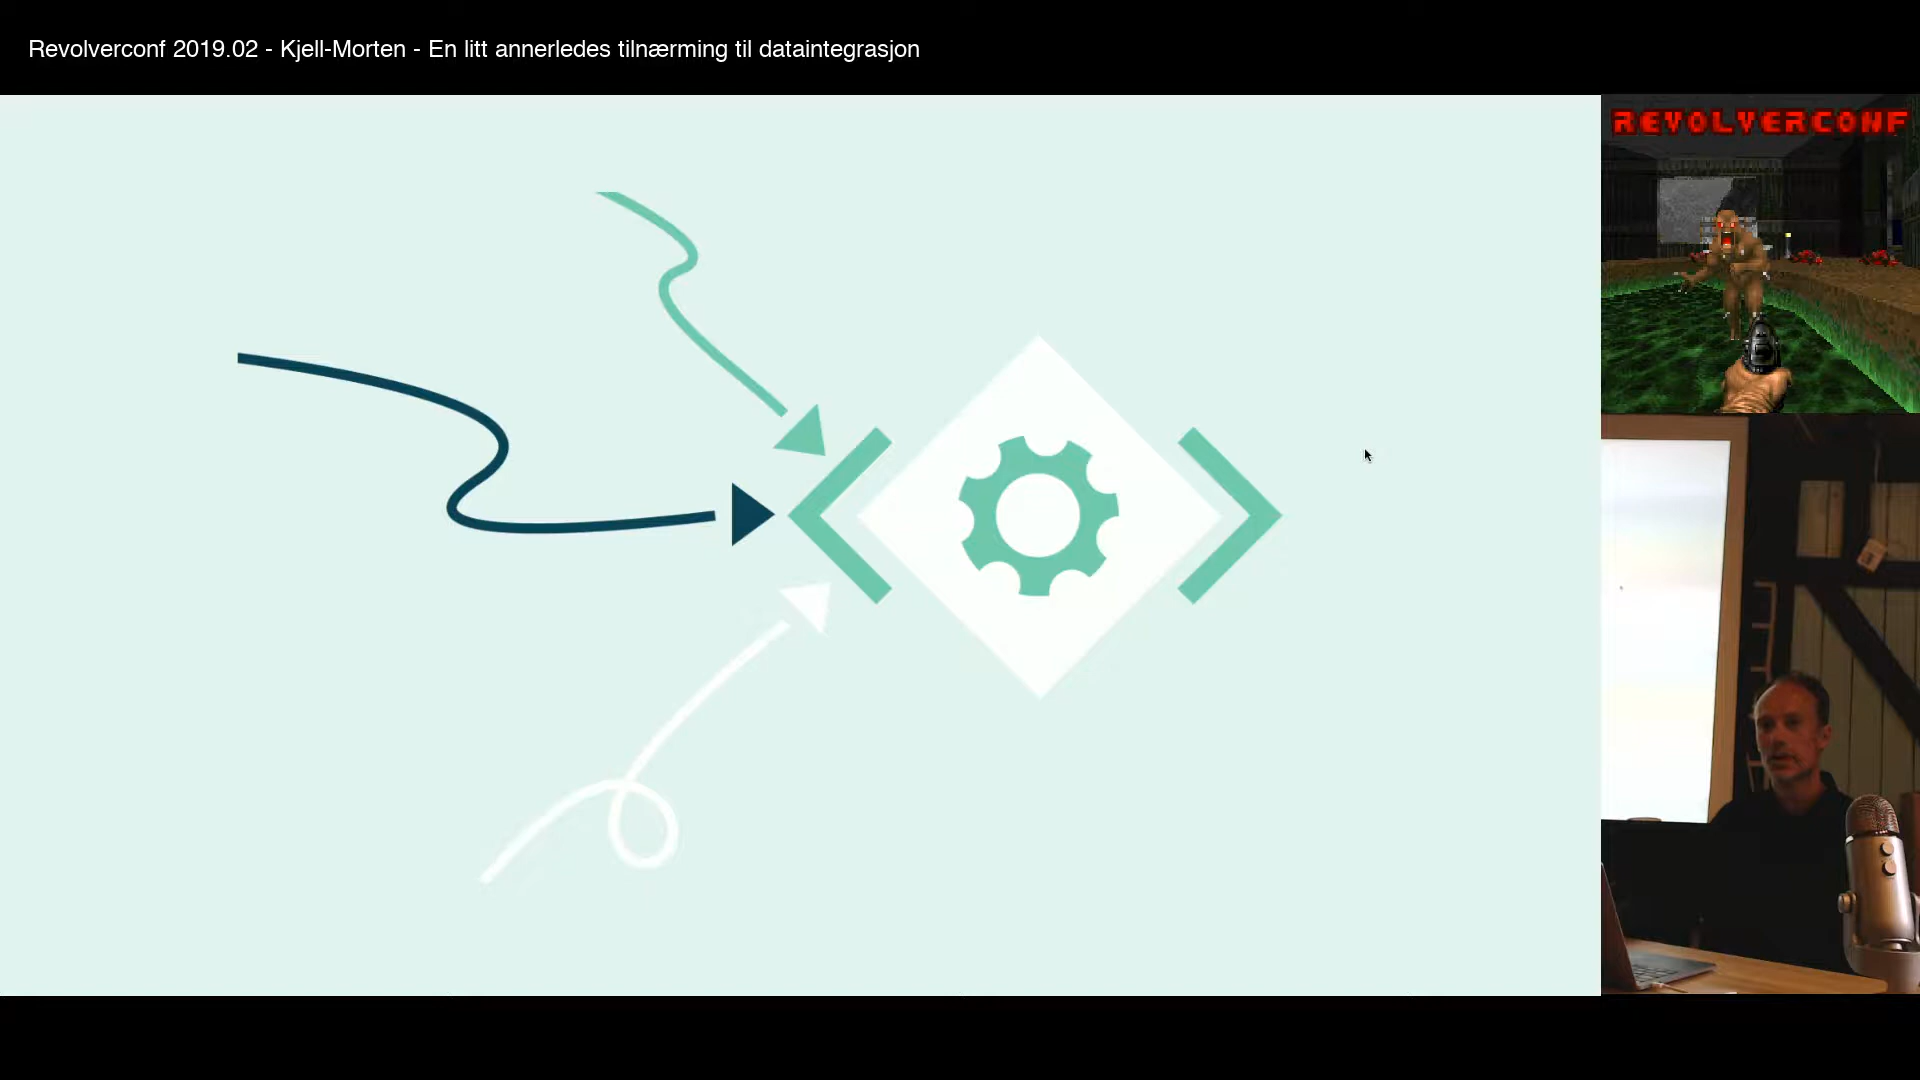 Revolverconf 2019.02 - Kjell-Morten - En litt annerledes tilnærming til dataintegrasjon
REVOLVERCONF